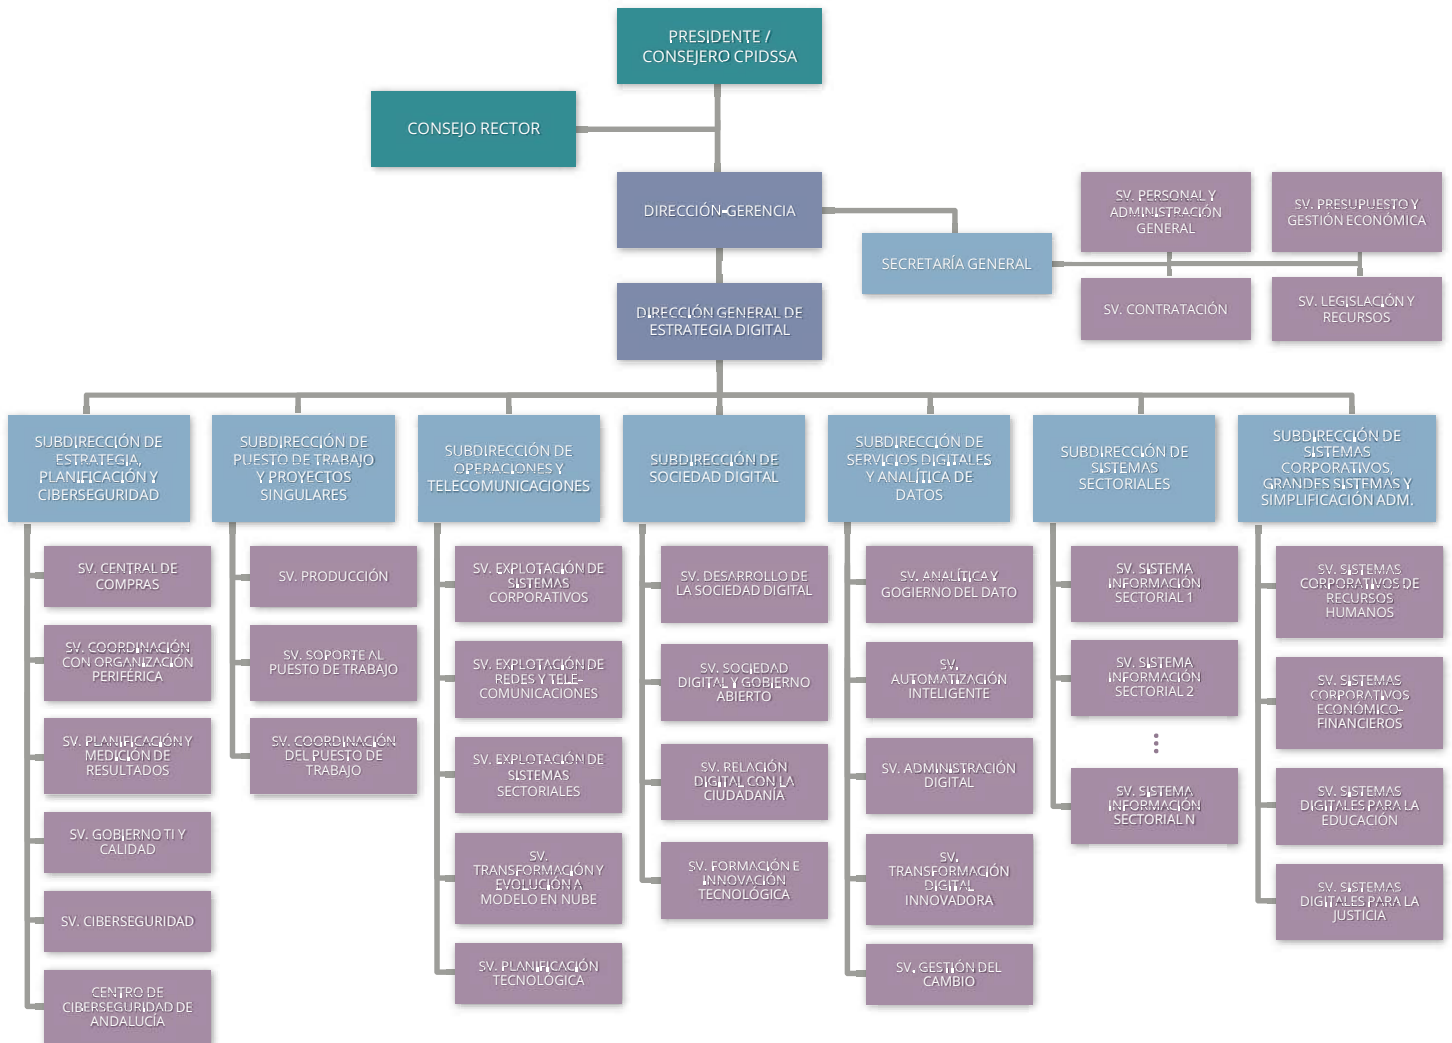 PRESIDENTE /
CONSEJERO CPIDSSA
CONSEJO RECTOR
DIRECCIÓN-GERENCIA
SECRETARÍA GENERAL
SV. PERSONAL Y
ADMINISTRACIÓN
GENERAL
SV. PRESUPUESTO Y
GESTIÓN ECONÓMICA
SV. CONTRATACIÓN
SV. LEGISLACIÓN Y
RECURSOS
DIRECCIÓN GENERAL DE
ESTRATEGIA DIGITAL
SUBDIRECCIÓN DE
ESTRATEGIA,
PLANIFICACIÓN Y
CIBERSEGURIDAD
SV. CENTRAL DE
COMPRAS
SV. COORDINACIÓN
CON ORGANIZACIÓN
PERIFÉRICA
SV. PLANIFICACIÓN Y
MEDICIÓN DE
RESULTADOS
SV. GOBIERNO TI Y
CALIDAD
SV. CIBERSEGURIDAD
CENTRO DE
CIBERSEGURIDAD DE
ANDALUCÍA
SUBDIRECCIÓN DE
PUESTO DE TRABAJO
Y PROYECTOS
SINGULARES
SV. PRODUCCIÓN
SV. SOPORTE AL
PUESTO DE TRABAJO
SV. COORDINACIÓN
DEL PUESTO DE
TRABAJO
SUBDIRECCIÓN DE
OPERACIONES Y
TELECOMUNICACIONES
SV. EXPLOTACIÓN DE
SISTEMAS
CORPORATIVOS
SV. EXPLOTACIÓN DE
REDES Y TELE-
COMUNICACIONES
SV. EXPLOTACIÓN DE
SISTEMAS
SECTORIALES
SV.
TRANSFORMACIÓN Y
EVOLUCIÓN A
MODELO EN NUBE
SV. PLANIFICACIÓN
TECNOLÓGICA
SUBDIRECCIÓN DE
SOCIEDAD DIGITAL
SV. DESARROLLO DE
LA SOCIEDAD DIGITAL
SV. SOCIEDAD
DIGITAL Y GOBIERNO
ABIERTO
SV. RELACIÓN
DIGITAL CON LA
CIUDADANÍA
SV. FORMACIÓN E
INNOVACIÓN
TECNOLÓGICA
SUBDIRECCIÓN DE
SERVICIOS DIGITALES
Y ANALÍTICA DE
DATOS
SV. ANALÍTICA Y
GOGIERNO DEL DATO
SV.
AUTOMATIZACIÓN
INTELIGENTE
SV. ADMINISTRACIÓN
DIGITAL
SV.
TRANSFORMACIÓN
DIGITAL
INNOVADORA
SV. GESTIÓN DEL
CAMBIO
SUBDIRECCIÓN DE
SISTEMAS
SECTORIALES
SV. SISTEMA
INFORMACIÓN
SECTORIAL 1
SV. SISTEMA
INFORMACIÓN
SECTORIAL 2
SV. SISTEMA
INFORMACIÓN
SECTORIAL N
SUBDIRECCIÓN DE
SISTEMAS
CORPORATIVOS,
GRANDES SISTEMAS Y
SIMPLIFICACIÓN ADM.
SV. SISTEMAS
CORPORATIVOS DE
RECURSOS
HUMANOS
SV. SISTEMAS
CORPORATIVOS
ECONÓMICO-
FINANCIEROS
SV. SISTEMAS
DIGITALES PARA LA
EDUCACIÓN
SV. SISTEMAS
DIGITALES PARA LA
JUSTICIA